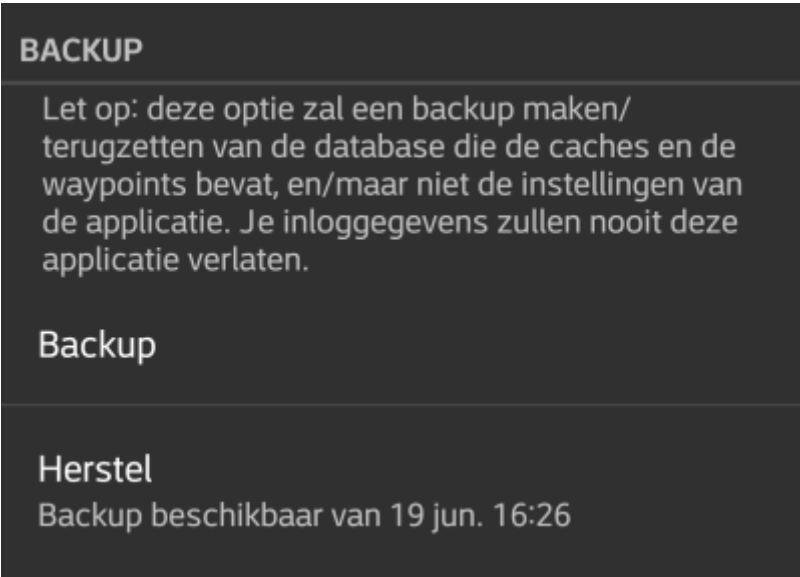 BACKUP
Let op: deze optie zal een backup maken/
terugzetten van de database die de caches en de
waypoints bevat, en/maar niet de instellingen van
de applicatie. Je inloggegevens zullen nooit deze
applicatie verlaten.
Backup
Herstel
Backup beschikbaar van 19 jun. 16:26